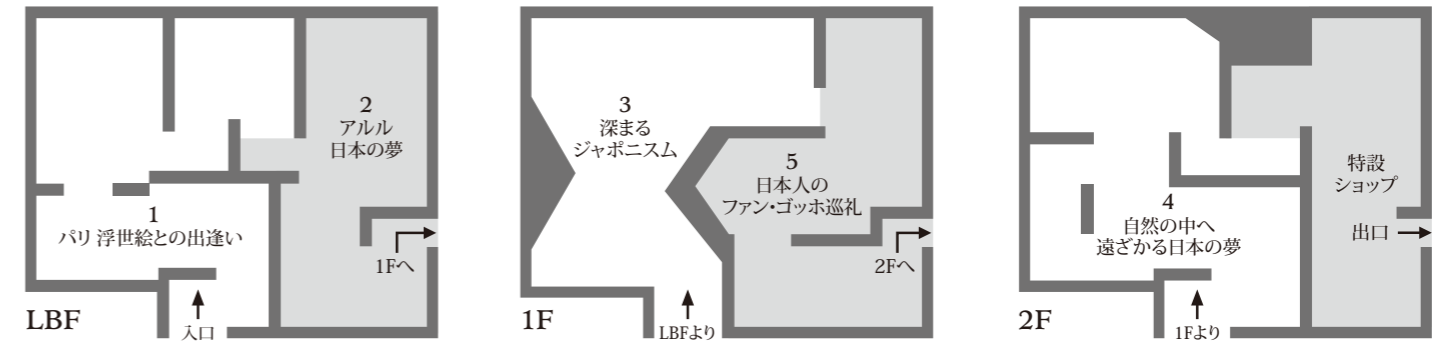 2
アルル
日本の夢
1
パリ 浮世絵との出逢い
1Fへ
入口
LBF
3
深まる
ジャポニスム
5
日本人の
ファン・ゴッホ巡礼
2Fへ
LBFより
1F
特設
ショップ
4
自然の中へ
遠ざかる日本の夢
出口
1Fより
2F